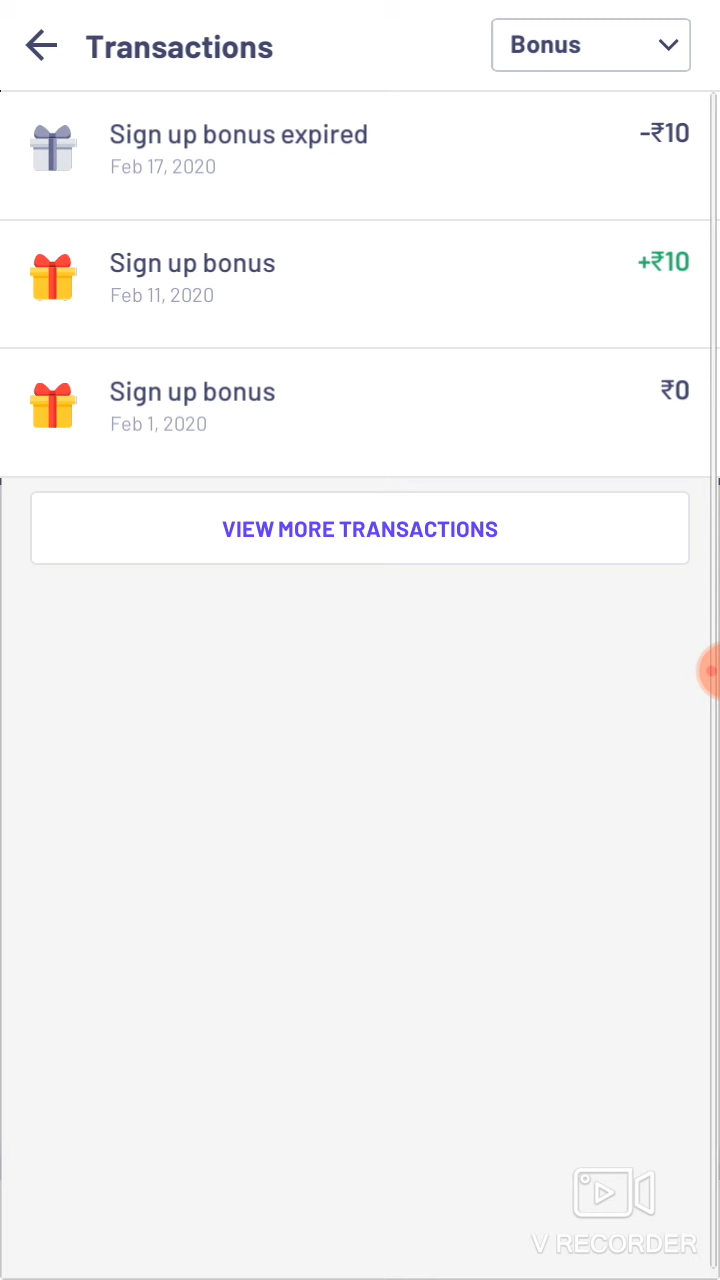 Transactions
Bonus
Sign up bonus expired
-₹10
Feb 17, 2020
Sign up bonus
+₹10
Feb 11, 2020
Sign up bonus
₹0
Feb 1, 2020
VIEW MORE TRANSACTIONS
V RECORDER